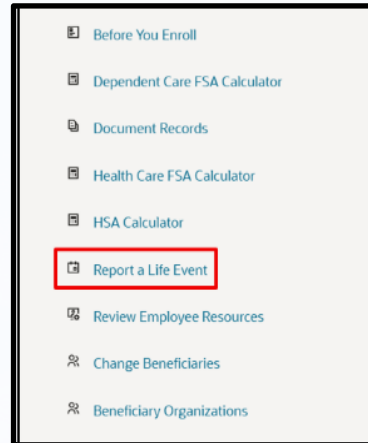 Before You Enroll
Dependent Care FSA Calculator
Document Records
Health Care FSA Calculator
HSA Calculator
Report a Life Event
Review Employee Resources
Change Beneficiaries
Beneficiary Organizations